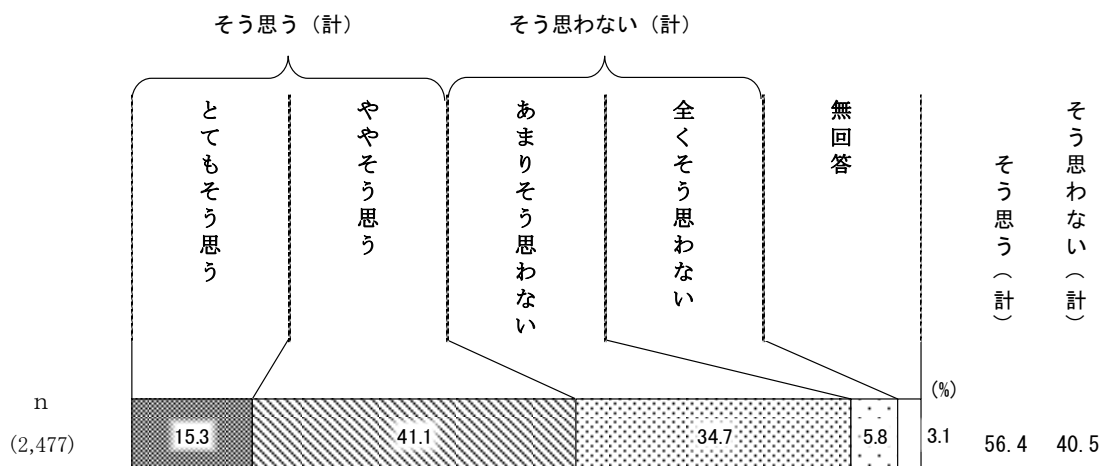 そう思う（計）
そう思わない（計）
とてもそう思う
ややそう思う
あまりそう思わない
全くそう思わない
無回答
そう思う（計）
そう思わない（計）
(%)
n
(2,477)
15.3
41.1
34.7
5.8
3.1
56.4
40.5